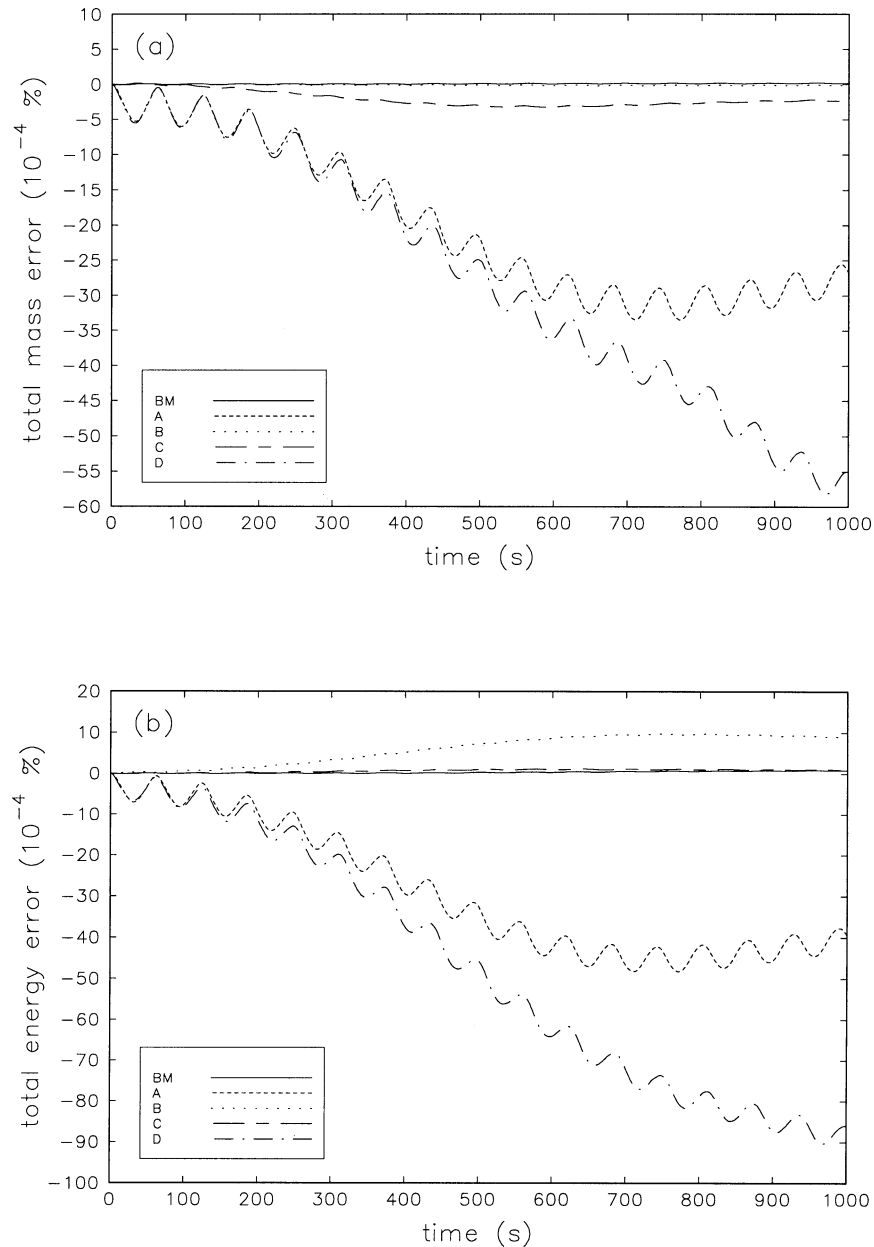 (a)
total mass error (10⁻⁴ %)
10
5
0
−5
−10
−15
−20
−25
−30
−35
−40
−45
−50
−55
−60
BM
A
B
C
D
0 100 200 300 400 500 600 700 800 900 1000
time (s)
(b)
total energy error (10⁻⁴ %)
20
10
0
−10
−20
−30
−40
−50
−60
−70
−80
−90
−100
BM
A
B
C
D
0 100 200 300 400 500 600 700 800 900 1000
time (s)